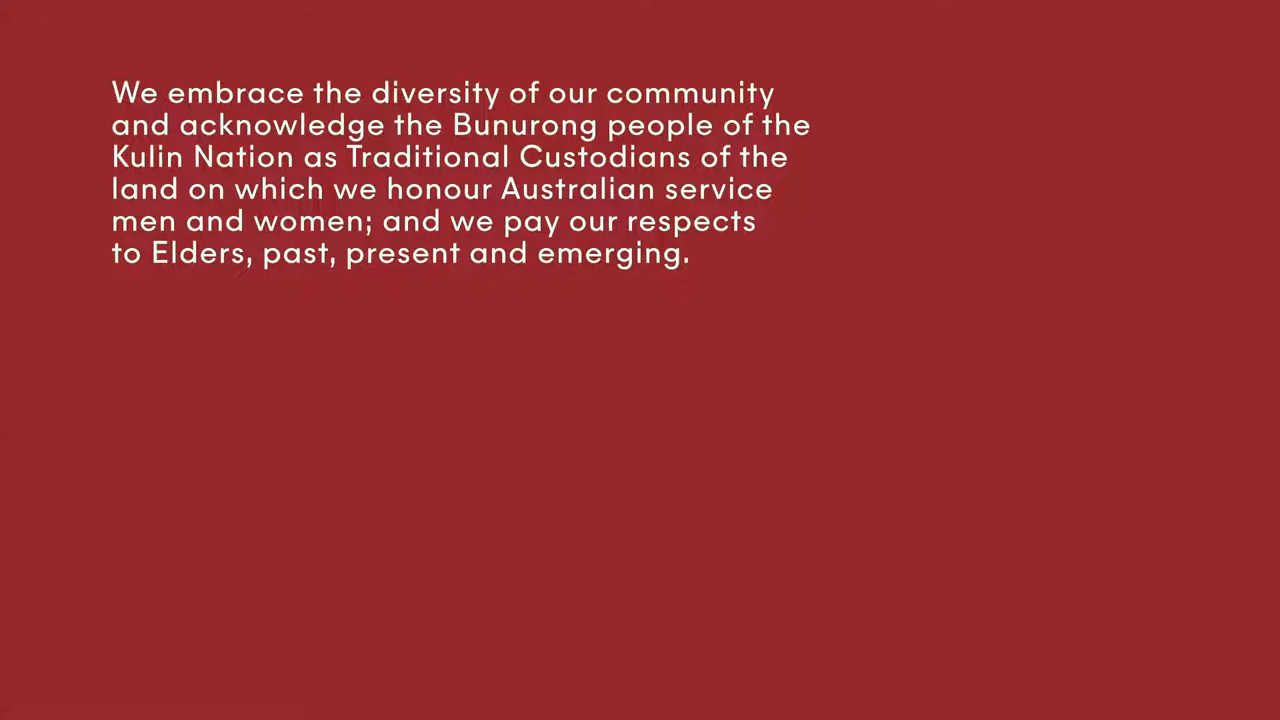 We embrace the diversity of our community
and acknowledge the Bunurong people of the
Kulin Nation as Traditional Custodians of the
land on which we honour Australian service
men and women; and we pay our respects
to Elders, past, present and emerging.